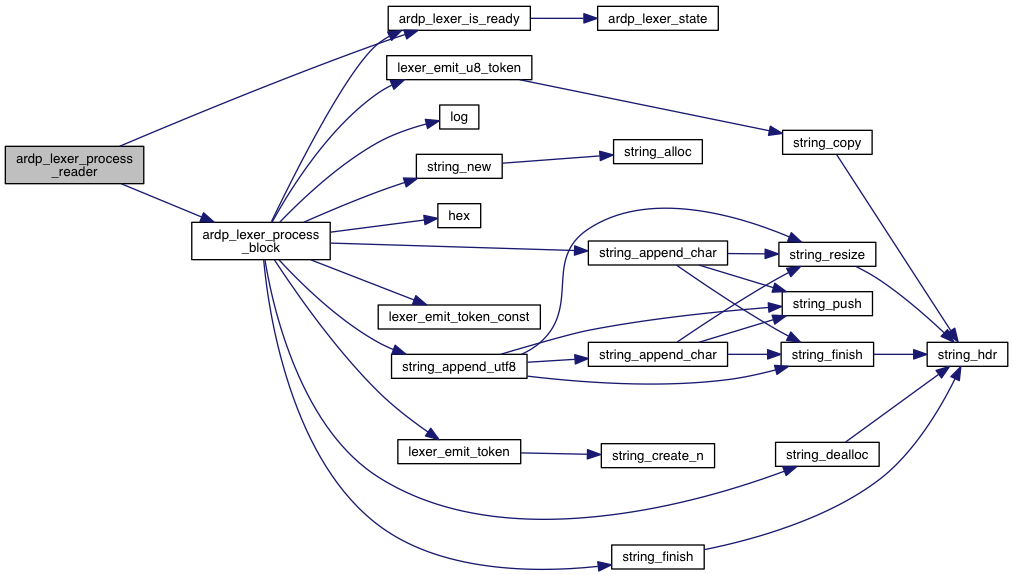 ardp_lexer_is_ready
ardp_lexer_state
lexer_emit_u8_token
log
string_copy
ardp_lexer_process
_reader
string_new
string_alloc
hex
ardp_lexer_process
_block
string_append_char
string_resize
string_push
lexer_emit_token_const
string_append_utf8
string_append_char
string_finish
string_hdr
lexer_emit_token
string_create_n
string_dealloc
string_finish